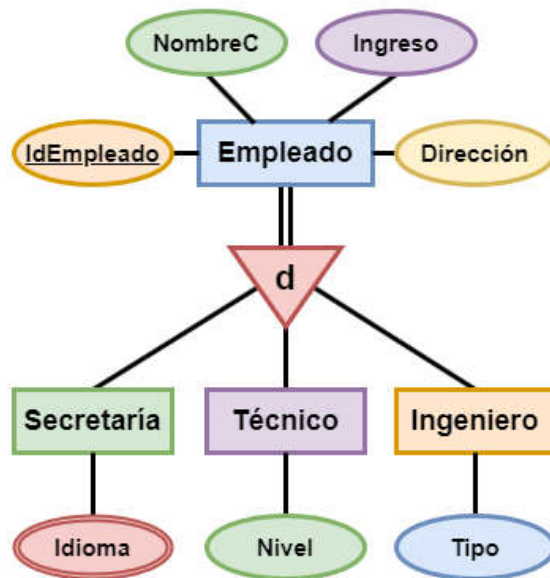 NombreC
Ingreso
IdEmpleado
Empleado
Dirección
d
Secretaría
Técnico
Ingeniero
Idioma
Nivel
Tipo